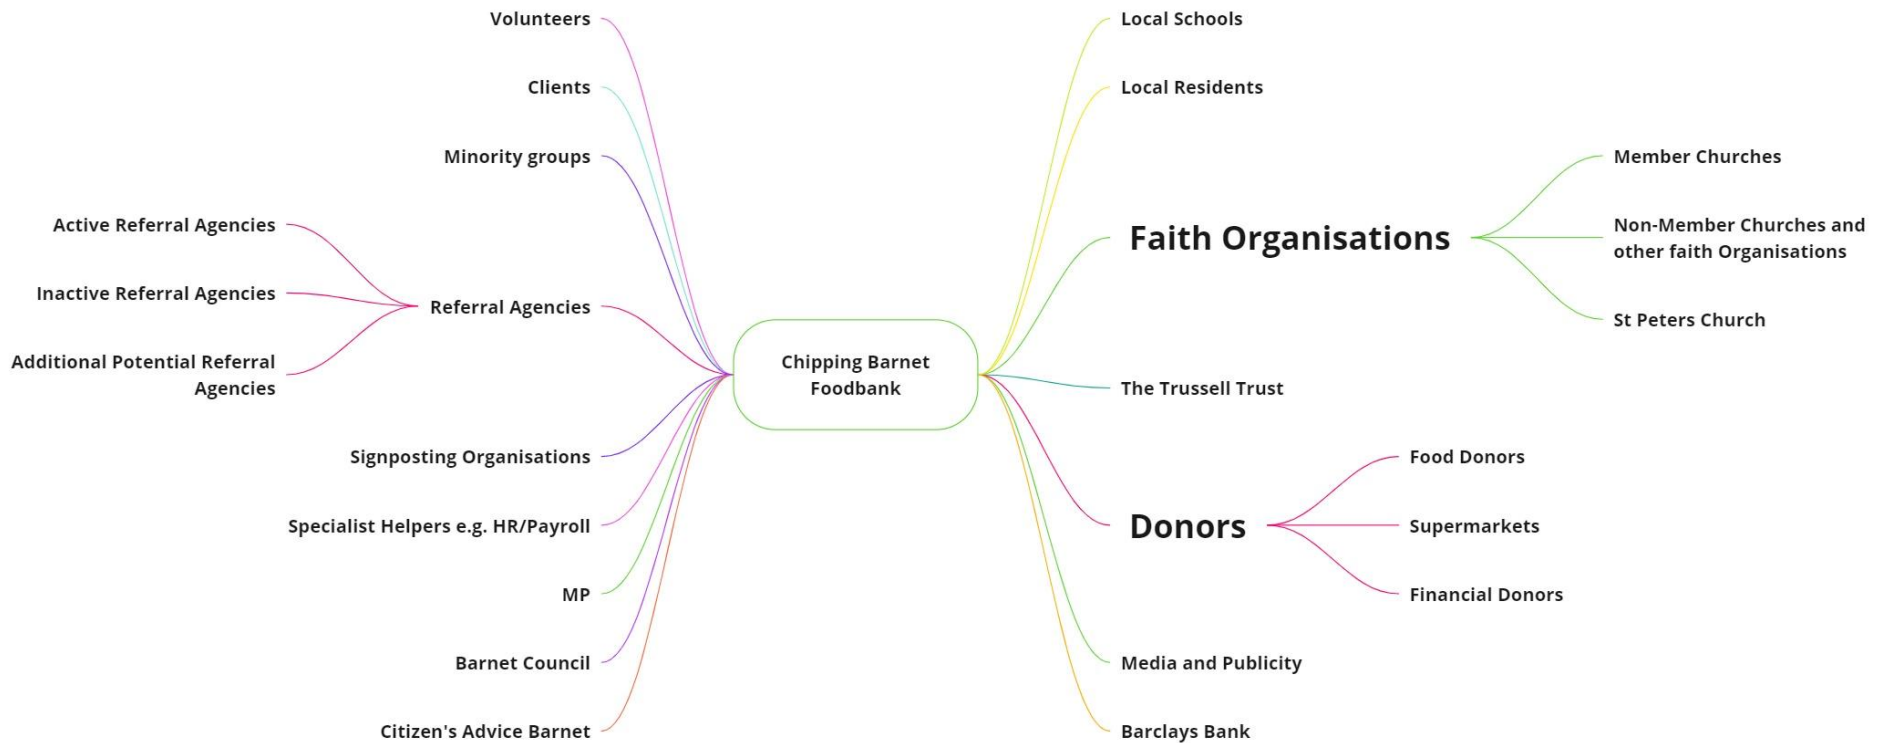 Volunteers
Clients
Minority groups
Active Referral Agencies
Inactive Referral Agencies
Additional Potential Referral
Agencies
Referral Agencies
Signposting Organisations
Specialist Helpers e.g. HR/Payroll
MP
Barnet Council
Citizen's Advice Barnet
Chipping Barnet
Foodbank
Local Schools
Local Residents
Faith Organisations
Member Churches
Non-Member Churches and
other faith Organisations
St Peters Church
The Trussell Trust
Donors
Food Donors
Supermarkets
Financial Donors
Media and Publicity
Barclays Bank